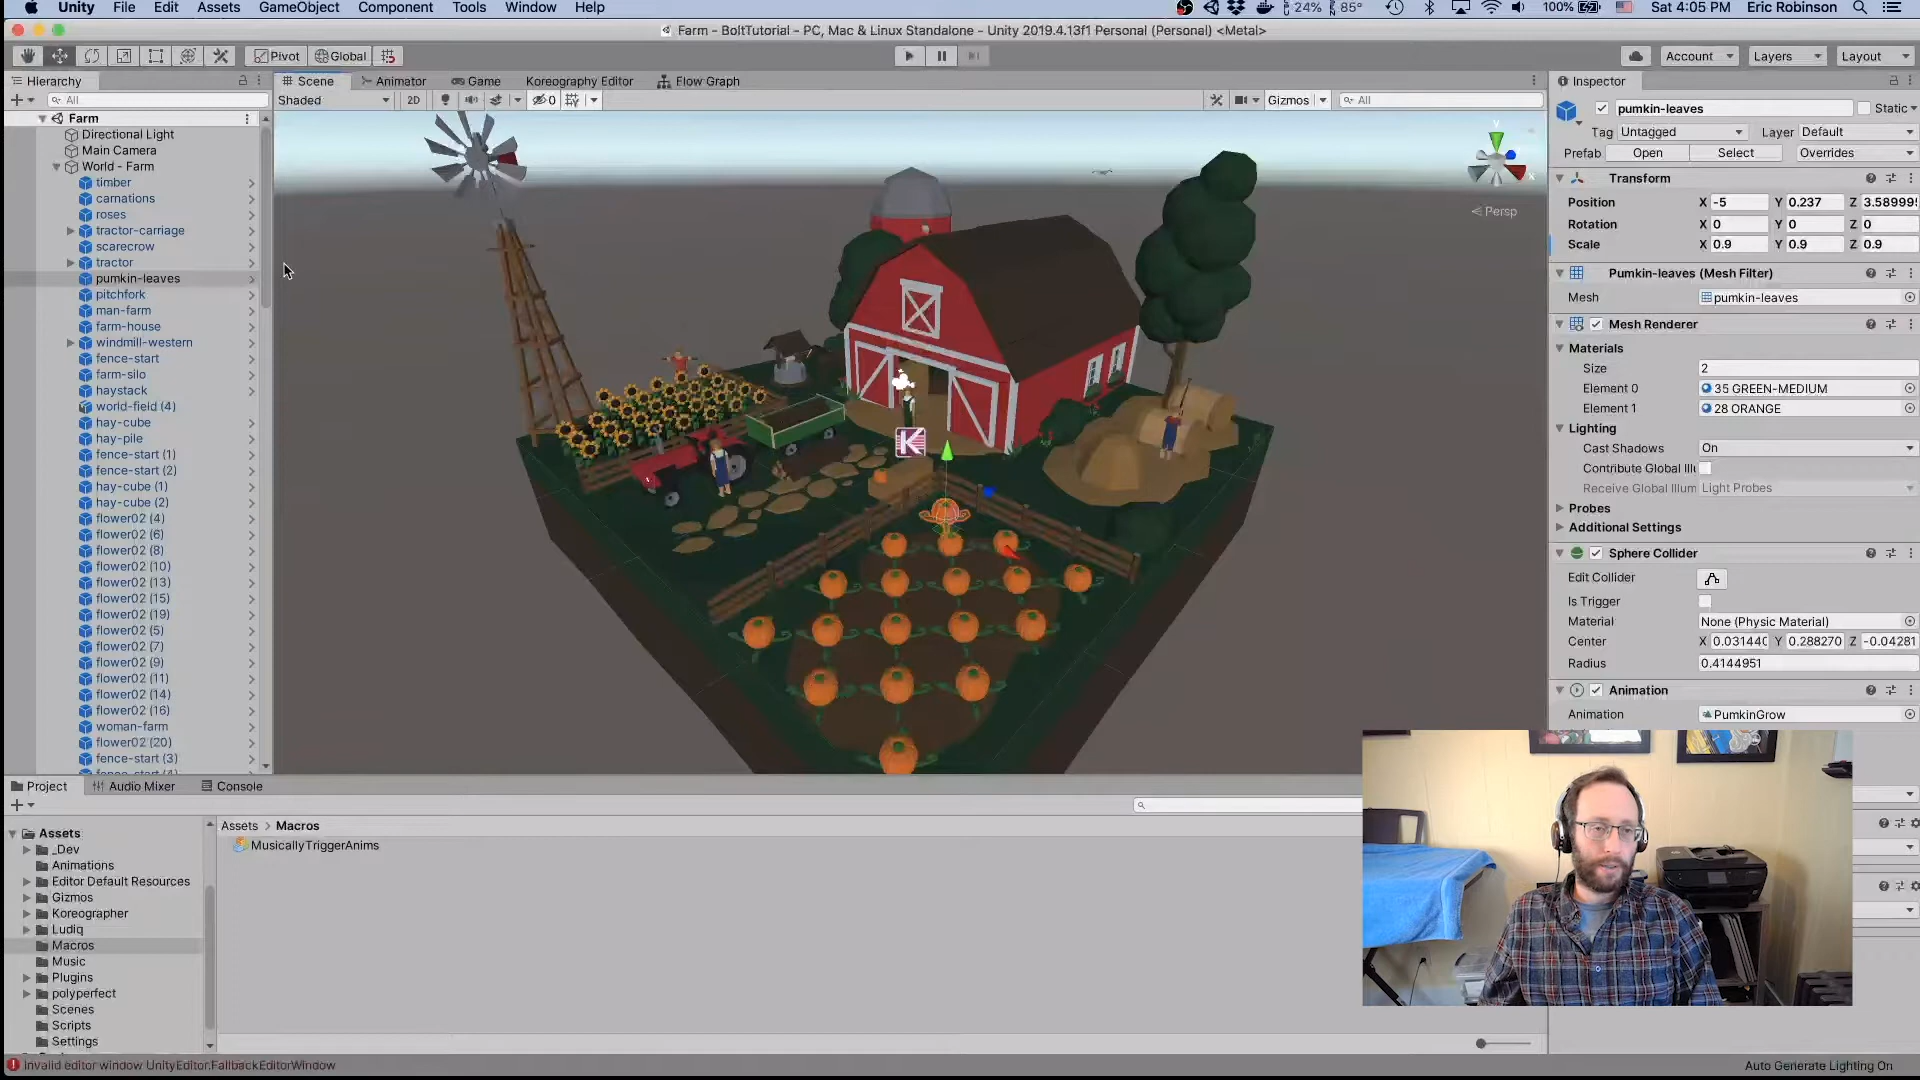 Unity File Edit Assets GameObject Component Tools Window Help 24% 85° 100% Sat 4:05 PM Eric Robinson
Farm - BoltTutorial - PC, Mac & Linux Standalone - Unity 2019.4.13f1 Personal (Personal) <Metal>
Pivot Global Account Layers Layout
Hierarchy Scene Animator Game Koreography Editor Flow Graph Inspector
All Shaded 2D 0 Gizmos All
pumkin-leaves Static
Tag Untagged Layer Default
Prefab Open Select Overrides
Transform
Position X -5 Y 0.237 Z 3.589999
Rotation X 0 Y 0 Z 0
Scale X 0.9 Y 0.9 Z 0.9
Pumkin-leaves (Mesh Filter)
Mesh pumkin-leaves
Mesh Renderer
Materials
Size 2
Element 0 35 GREEN-MEDIUM
Element 1 28 ORANGE
Lighting
Cast Shadows On
Contribute Global Illu
Receive Global Illum Light Probes
Probes
Additional Settings
Sphere Collider
Edit Collider
Is Trigger
Material None (Physic Material)
Center X 0.03144 Y 0.288270 Z -0.04281
Radius 0.4144951
Animation
Animation PumkinGrow
Farm
Directional Light
Main Camera
World - Farm
timber
carnations
roses
tractor-carriage
scarecrow
tractor
pumkin-leaves
pitchfork
man-farm
farm-house
windmill-western
fence-start
farm-silo
haystack
world-field (4)
hay-cube
hay-pile
fence-start (1)
fence-start (2)
hay-cube (1)
hay-cube (2)
flower02 (4)
flower02 (6)
flower02 (8)
flower02 (10)
flower02 (13)
flower02 (15)
flower02 (19)
flower02 (5)
flower02 (7)
flower02 (9)
flower02 (11)
flower02 (14)
flower02 (16)
woman-farm
flower02 (20)
fence-start (3)
fence-start (4)
Y
X
Persp
K
Project Audio Mixer Console
Assets > Macros
MusicallyTriggerAnims
Assets
_Dev
Animations
Editor Default Resources
Gizmos
Koreographer
Ludiq
Macros
Music
Plugins
polyperfect
Scenes
Scripts
Settings
Invalid editor window UnityEditor.FallbackEditorWindow
Auto Generate Lighting On